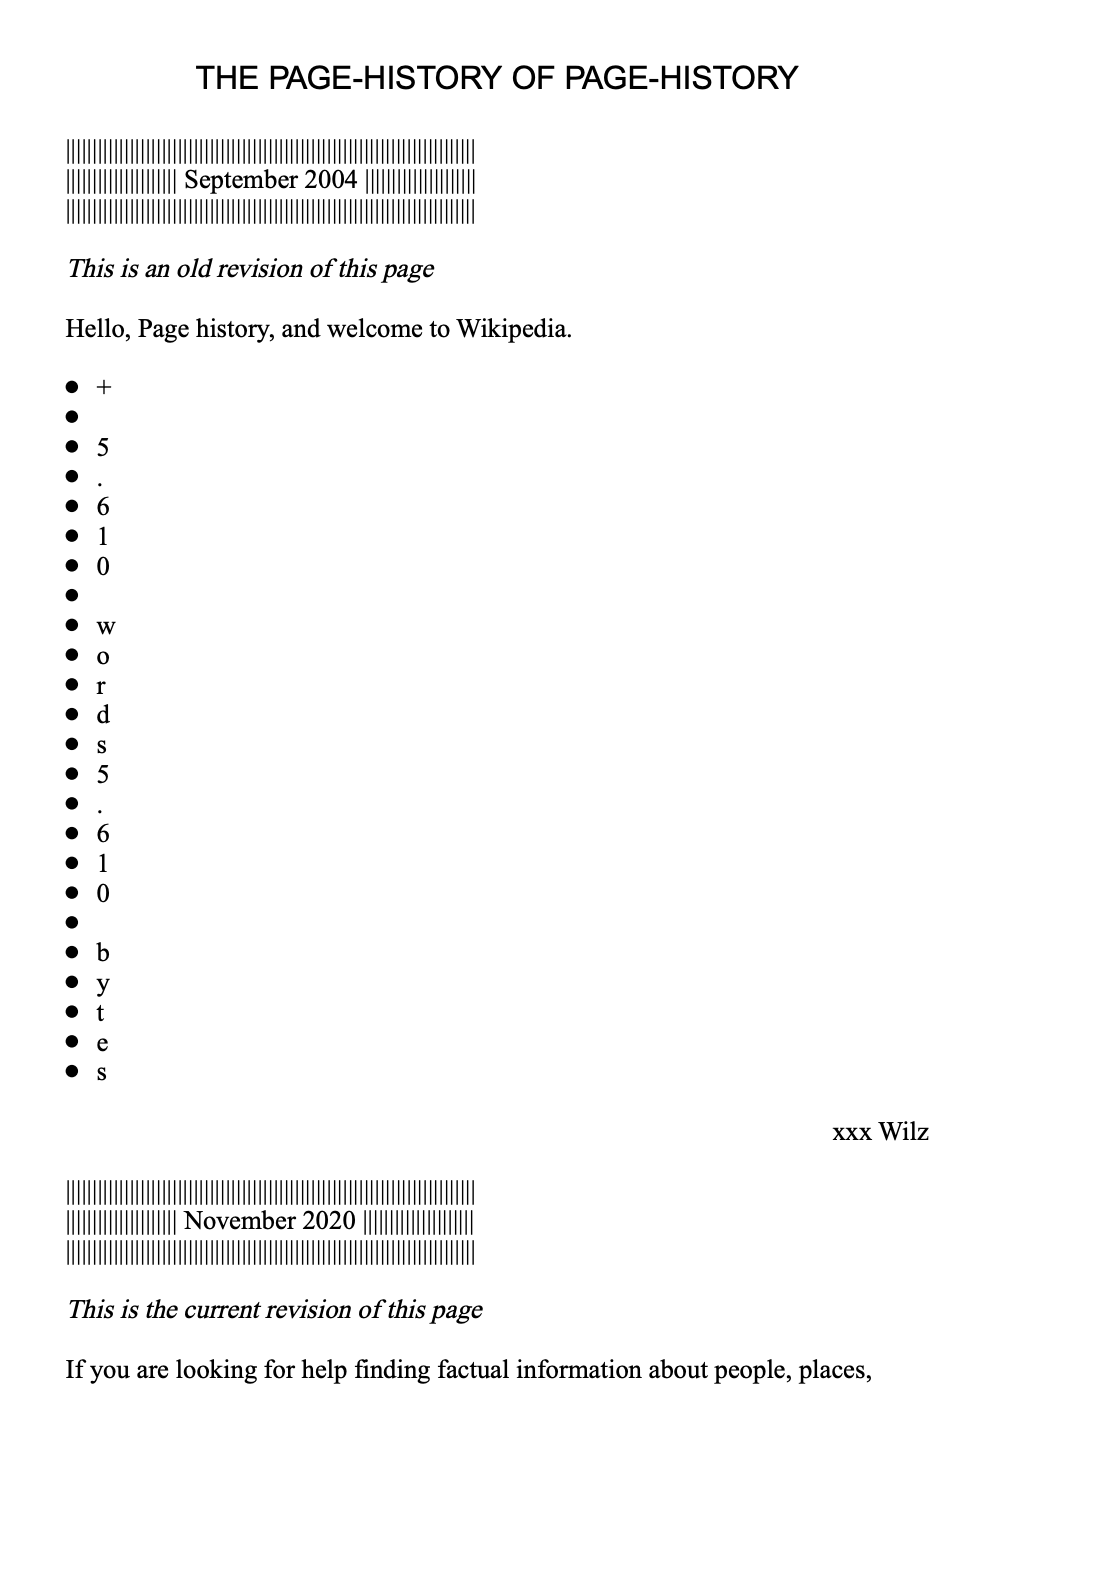 THE PAGE-HISTORY OF PAGE-HISTORY
||||||||||||||||||||||||||||||||||||||||||||||||||||||||||||||||||||||||||||
||||||||||||||||||||| September 2004 |||||||||||||||||||||
||||||||||||||||||||||||||||||||||||||||||||||||||||||||||||||||||||||||||||
This is an old revision of this page
Hello, Page history, and welcome to Wikipedia.
● +
●
● 5
● .
● 6
● 1
● 0
●
● w
● o
● r
● d
● s
● 5
● .
● 6
● 1
● 0
●
● b
● y
● t
● e
● s
xxx Wilz
||||||||||||||||||||||||||||||||||||||||||||||||||||||||||||||||||||||||||||
||||||||||||||||||||| November 2020 |||||||||||||||||||||
||||||||||||||||||||||||||||||||||||||||||||||||||||||||||||||||||||||||||||
This is the current revision of this page
If you are looking for help finding factual information about people, places,